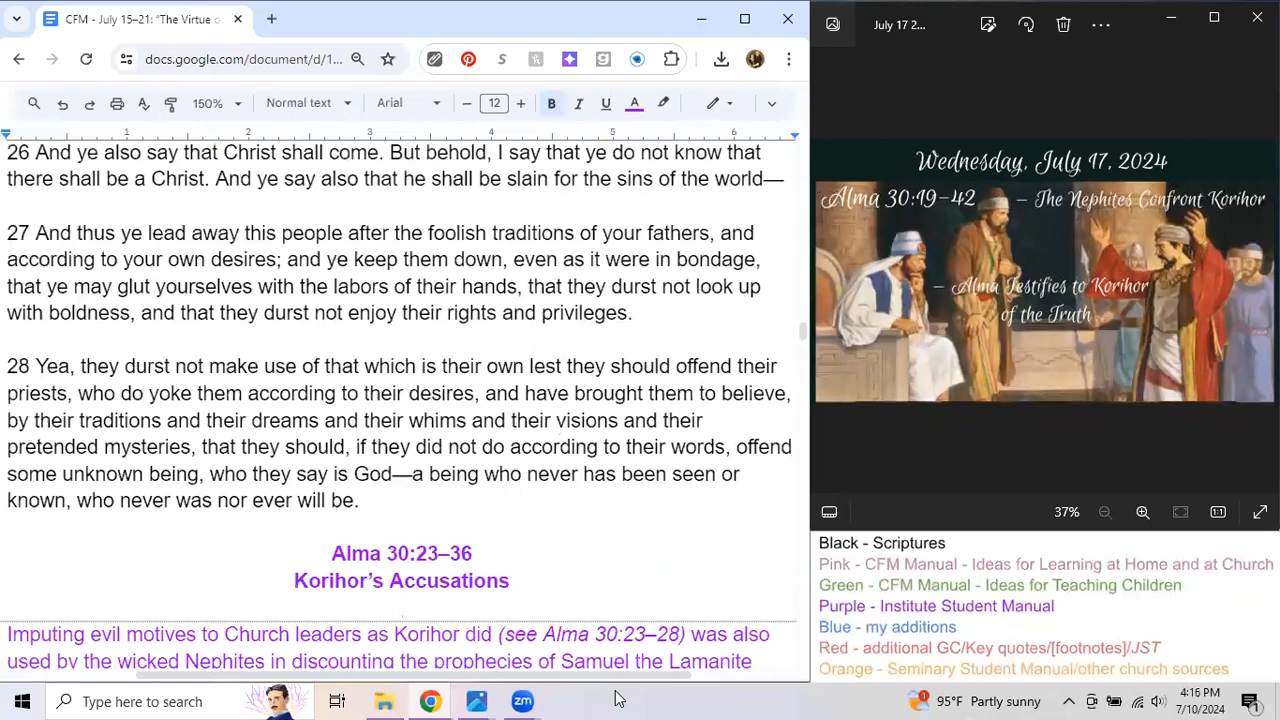 CFM - July 15–21: “The Virtue o
docs.google.com/document/d/1...
150%
Normal text
Arial
12
B
I
U
A
1
2
3
4
5
6
26 And ye also say that Christ shall come. But behold, I say that ye do not know that
there shall be a Christ. And ye say also that he shall be slain for the sins of the world—
27 And thus ye lead away this people after the foolish traditions of your fathers, and
according to your own desires; and ye keep them down, even as it were in bondage,
that ye may glut yourselves with the labors of their hands, that they durst not look up
with boldness, and that they durst not enjoy their rights and privileges.
28 Yea, they durst not make use of that which is their own lest they should offend their
priests, who do yoke them according to their desires, and have brought them to believe,
by their traditions and their dreams and their whims and their visions and their
pretended mysteries, that they should, if they did not do according to their words, offend
some unknown being, who they say is God—a being who never has been seen or
known, who never was nor ever will be.
Alma 30:23–36
Korihor’s Accusations
Imputing evil motives to Church leaders as Korihor did (see Alma 30:23–28) was also
used by the wicked Nephites in discounting the prophecies of Samuel the Lamanite
July 17 2...
Wednesday, July 17, 2024
Alma 30:19–42 – The Nephites Confront Korihor
– Alma Testifies to Korihor
of the Truth
37%
1:1
Black - Scriptures
Pink - CFM Manual - Ideas for Learning at Home and at Church
Green - CFM Manual - Ideas for Teaching Children
Purple - Institute Student Manual
Blue - my additions
Red - additional GC/Key quotes/[footnotes]/JST
Orange - Seminary Student Manual/other church sources
Type here to search
zm
95°F Partly sunny
4:16 PM
7/10/2024